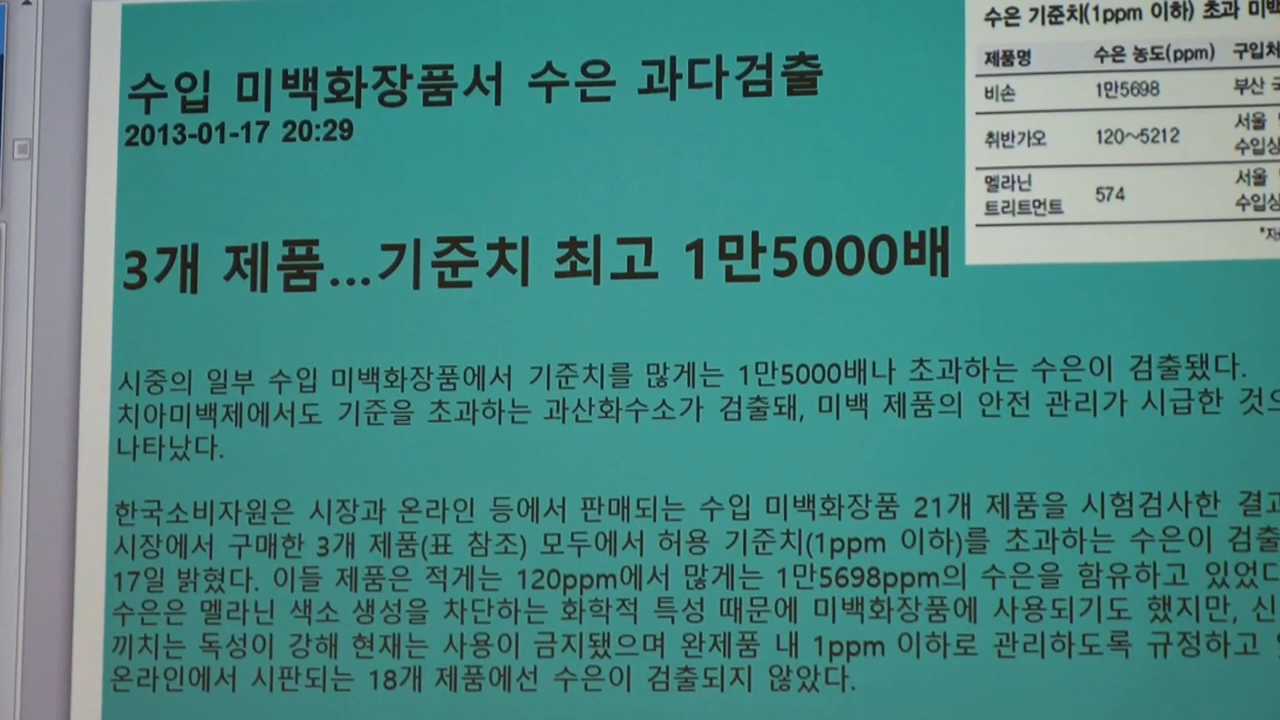 수입 미백화장품서 수은 과다검출
2013-01-17 20:29
3개 제품...기준치 최고 1만5000배
수은 기준치(1ppm 이하) 초과
제품명 수은 농도(ppm) 구입처
비손 1만5698 부산
취반가오 120~5212 서울
수입상
멜라닌 서울
트리트먼트 574 수입상
시중의 일부 수입 미백화장품에서 기준치를 많게는 1만5000배나 초과하는 수은이 검출됐다.
치아미백제에서도 기준을 초과하는 과산화수소가 검출돼, 미백 제품의 안전 관리가 시급한
나타났다.
한국소비자원은 시장과 온라인 등에서 판매되는 수입 미백화장품 21개 제품을 시험검사한 결과
시장에서 구매한 3개 제품(표 참조) 모두에서 허용 기준치(1ppm 이하)를 초과하는 수은이 검출
17일 밝혔다. 이들 제품은 적게는 120ppm에서 많게는 1만5698ppm의 수은을 함유하고 있었다
수은은 멜라닌 색소 생성을 차단하는 화학적 특성 때문에 미백화장품에 사용되기도 했지만,
끼치는 독성이 강해 현재는 사용이 금지됐으며 완제품 내 1ppm 이하로 관리하도록 규정하고
온라인에서 시판되는 18개 제품에선 수은이 검출되지 않았다.